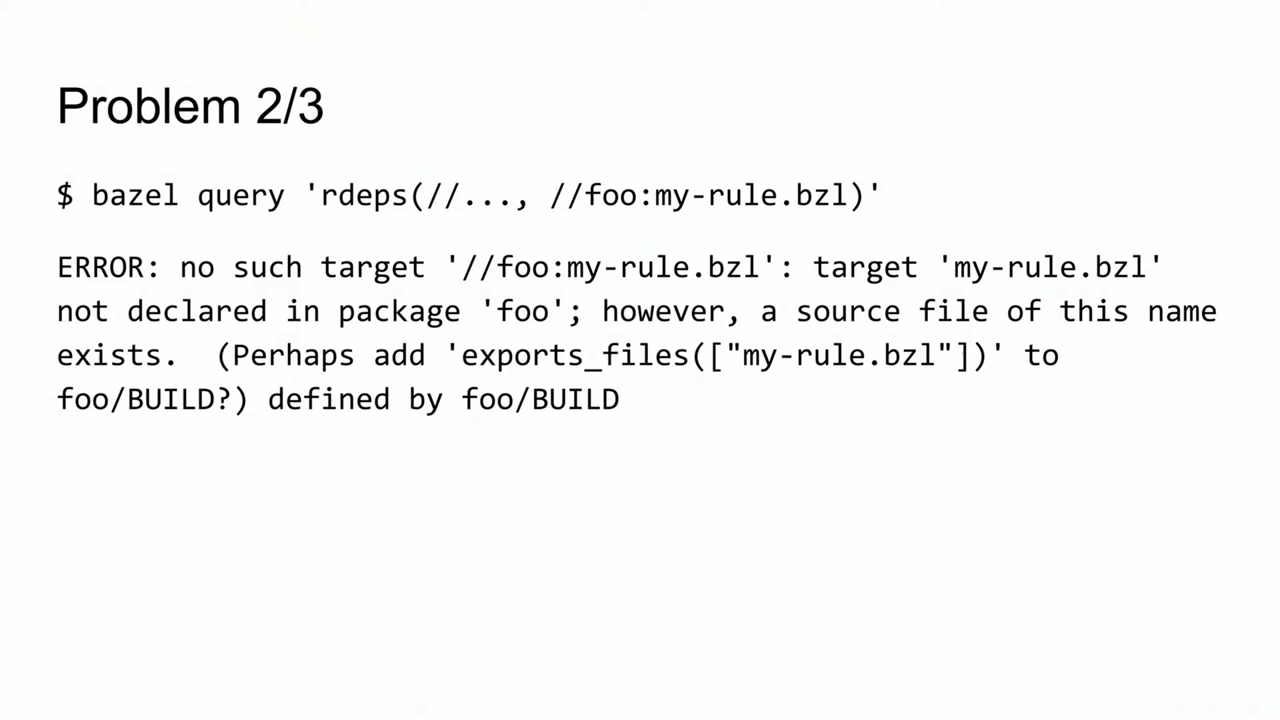 Problem 2/3
$ bazel query 'rdeps(//..., //foo:my-rule.bzl)'
ERROR: no such target '//foo:my-rule.bzl': target 'my-rule.bzl'
not declared in package 'foo'; however, a source file of this name
exists.  (Perhaps add 'exports_files(["my-rule.bzl"])' to
foo/BUILD?) defined by foo/BUILD